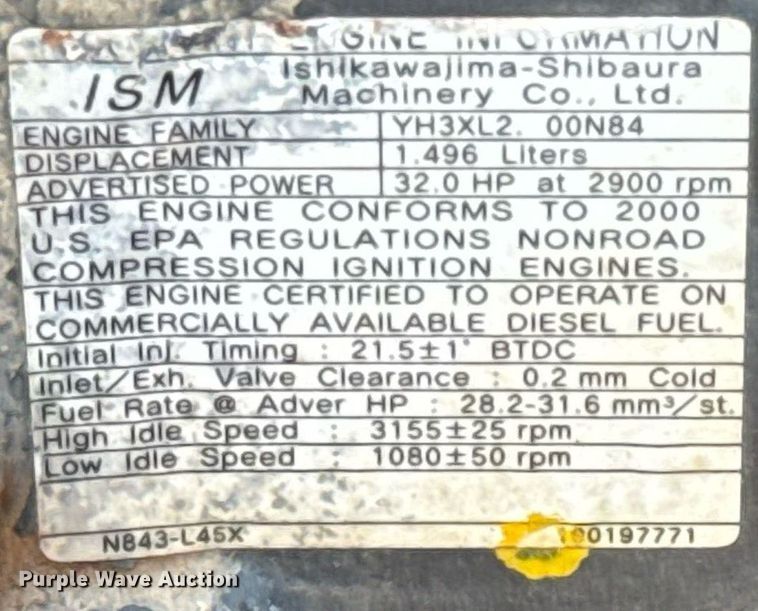 ENGINE INFORMATION
ISM
Ishikawajima-Shibaura
Machinery Co., Ltd.
ENGINE FAMILY YH3XL2. 00N84
DISPLACEMENT 1.496 Liters
ADVERTISED POWER 32.0 HP at 2900 rpm
THIS ENGINE CONFORMS TO 2000
U.S. EPA REGULATIONS NONROAD
COMPRESSION IGNITION ENGINES.
THIS ENGINE CERTIFIED TO OPERATE ON
COMMERCIALLY AVAILABLE DIESEL FUEL.
Initial Inj. Timing : 21.5±1° BTDC
Inlet/Exh. Valve Clearance : 0.2 mm Cold
Fuel Rate @ Adver HP : 28.2-31.6 mm³/st.
High Idle Speed : 3155±25 rpm
Low Idle Speed : 1080±50 rpm
N843-L45X
Purple Wave Auction